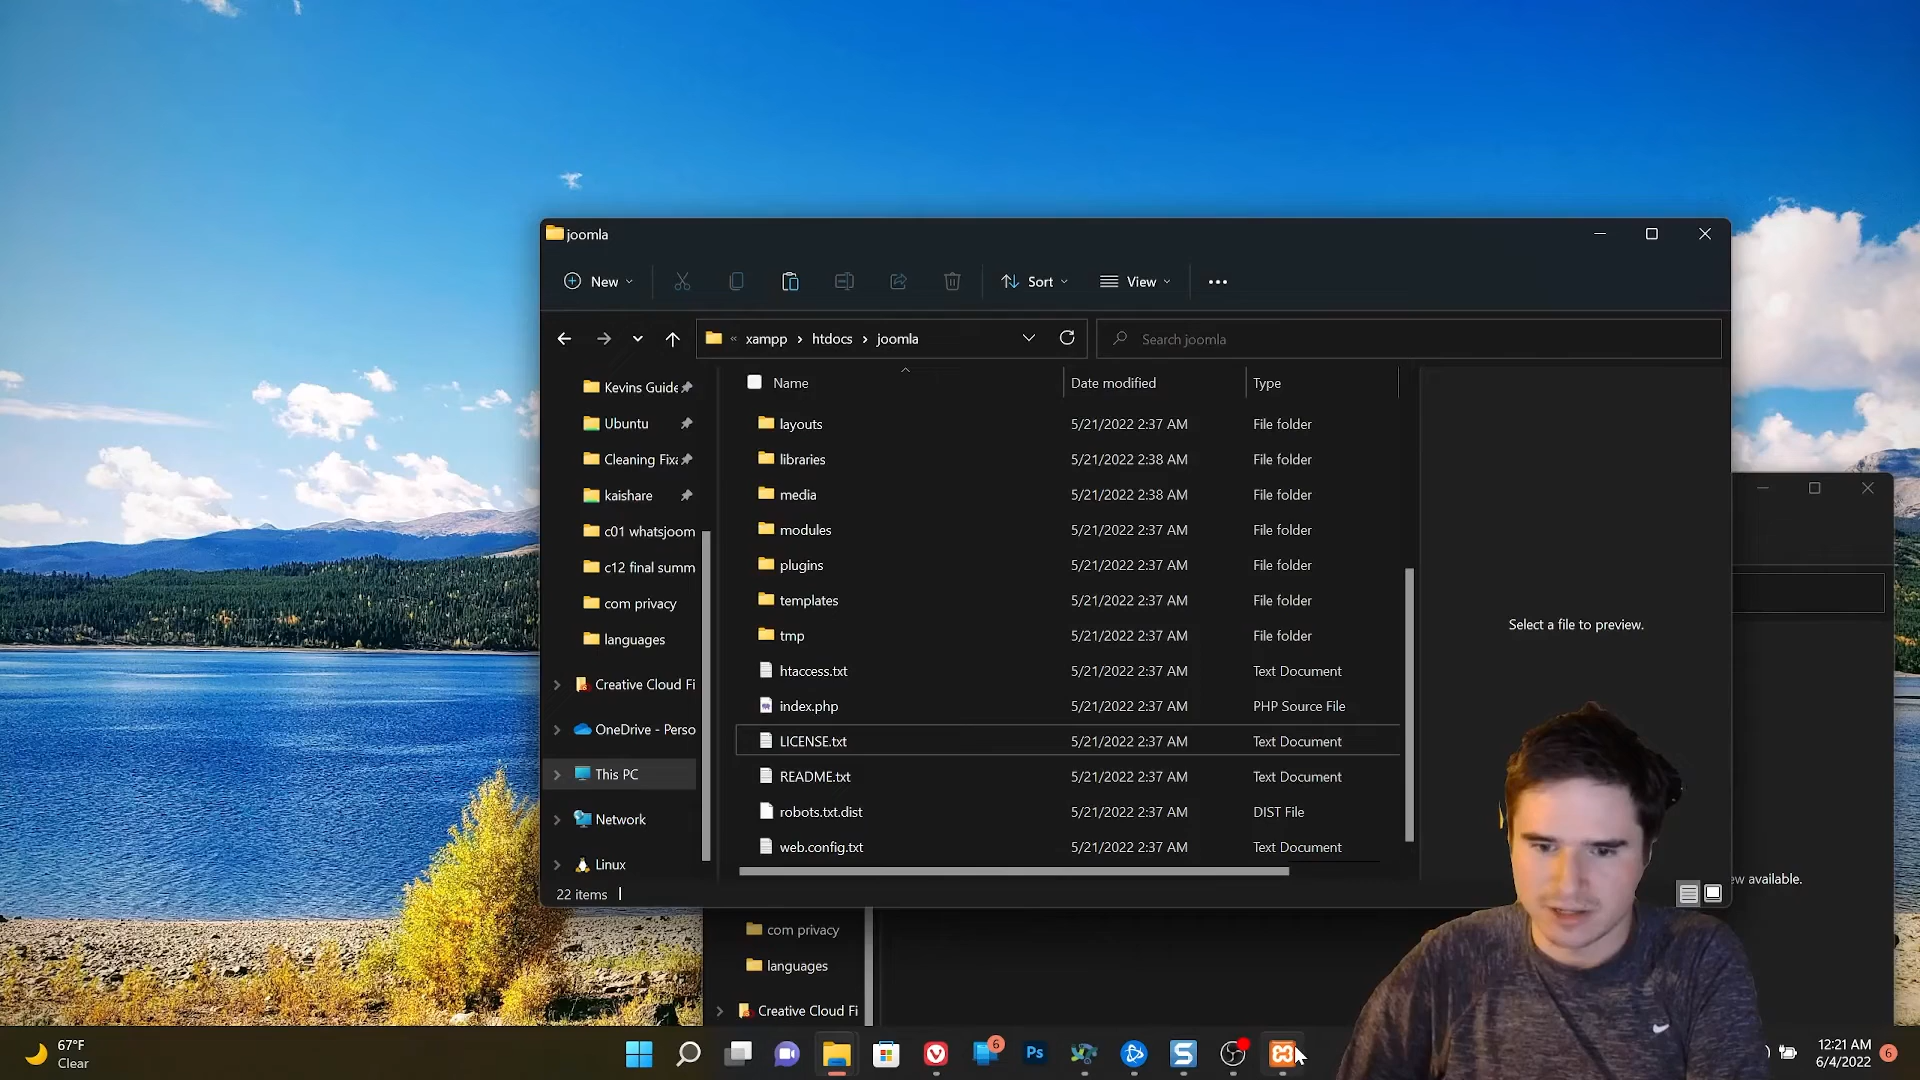 joomla
New
Sort
View
« xampp › htdocs › joomla
Search joomla
Name
Date modified
Type
Kevins Guide
Ubuntu
Cleaning Fix
kaishare
c01 whatsjoom
c12 final summ
com privacy
languages
Creative Cloud Fi
OneDrive - Perso
This PC
Network
Linux
layouts 5/21/2022 2:37 AM File folder
libraries 5/21/2022 2:38 AM File folder
media 5/21/2022 2:38 AM File folder
modules 5/21/2022 2:37 AM File folder
plugins 5/21/2022 2:37 AM File folder
templates 5/21/2022 2:37 AM File folder
tmp 5/21/2022 2:37 AM File folder
htaccess.txt 5/21/2022 2:37 AM Text Document
index.php 5/21/2022 2:37 AM PHP Source File
LICENSE.txt 5/21/2022 2:37 AM Text Document
README.txt 5/21/2022 2:37 AM Text Document
robots.txt.dist 5/21/2022 2:37 AM DIST File
web.config.txt 5/21/2022 2:37 AM Text Document
Select a file to preview.
22 items
available.
com privacy
languages
Creative Cloud Fi
67°F
Clear
6
Ps
12:21 AM
6/4/2022
6